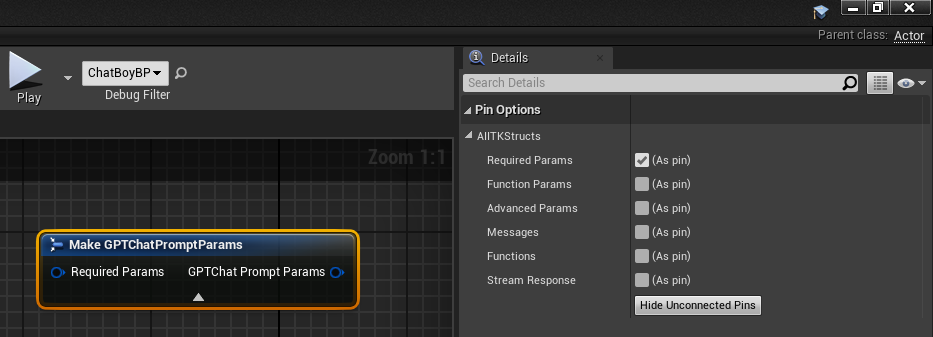 Parent class: Actor
Play
ChatBoyBP
Debug Filter
Details
Search Details
Pin Options
AIITKStructs
Required Params (As pin)
Function Params (As pin)
Advanced Params (As pin)
Messages (As pin)
Functions (As pin)
Stream Response (As pin)
Hide Unconnected Pins
Zoom 1:1
Make GPTChatPromptParams
Required Params GPTChat Prompt Params